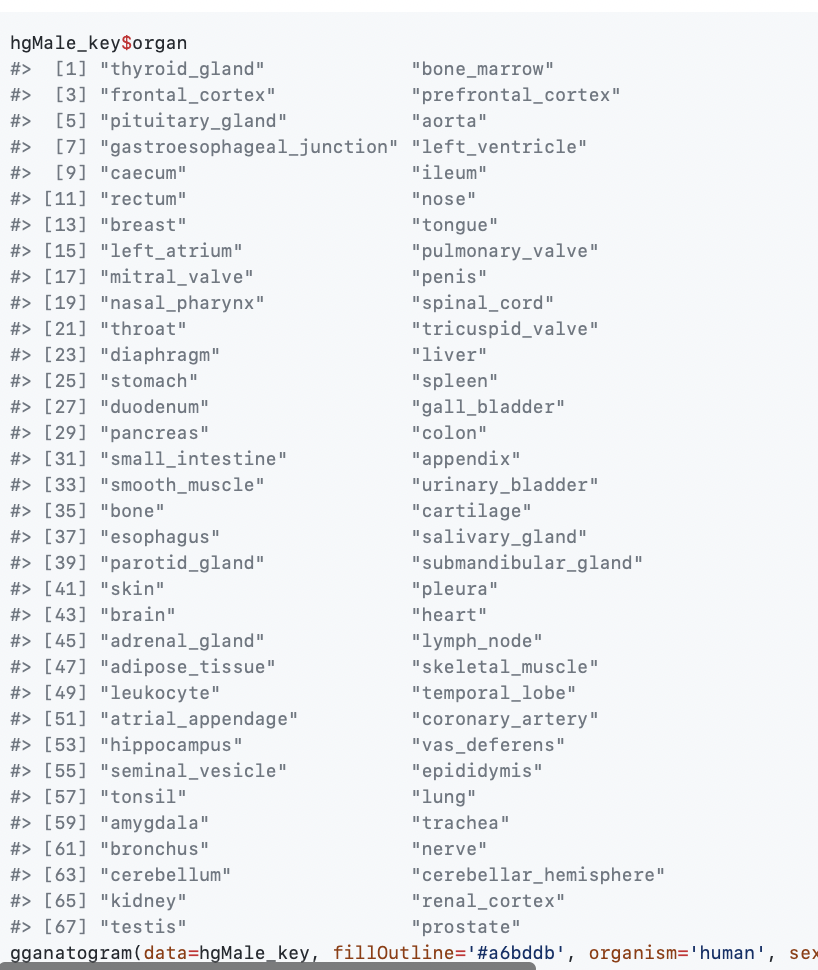 hgMale_key$organ
#>  [1] "thyroid_gland"             "bone_marrow"
#>  [3] "frontal_cortex"            "prefrontal_cortex"
#>  [5] "pituitary_gland"           "aorta"
#>  [7] "gastroesophageal_junction" "left_ventricle"
#>  [9] "caecum"                    "ileum"
#> [11] "rectum"                    "nose"
#> [13] "breast"                    "tongue"
#> [15] "left_atrium"               "pulmonary_valve"
#> [17] "mitral_valve"              "penis"
#> [19] "nasal_pharynx"             "spinal_cord"
#> [21] "throat"                    "tricuspid_valve"
#> [23] "diaphragm"                 "liver"
#> [25] "stomach"                   "spleen"
#> [27] "duodenum"                  "gall_bladder"
#> [29] "pancreas"                  "colon"
#> [31] "small_intestine"           "appendix"
#> [33] "smooth_muscle"             "urinary_bladder"
#> [35] "bone"                      "cartilage"
#> [37] "esophagus"                 "salivary_gland"
#> [39] "parotid_gland"             "submandibular_gland"
#> [41] "skin"                      "pleura"
#> [43] "brain"                     "heart"
#> [45] "adrenal_gland"             "lymph_node"
#> [47] "adipose_tissue"            "skeletal_muscle"
#> [49] "leukocyte"                 "temporal_lobe"
#> [51] "atrial_appendage"          "coronary_artery"
#> [53] "hippocampus"               "vas_deferens"
#> [55] "seminal_vesicle"           "epididymis"
#> [57] "tonsil"                    "lung"
#> [59] "amygdala"                  "trachea"
#> [61] "bronchus"                  "nerve"
#> [63] "cerebellum"                "cerebellar_hemisphere"
#> [65] "kidney"                    "renal_cortex"
#> [67] "testis"                    "prostate"
gganatogram(data=hgMale_key, fillOutline='#a6bddb', organism='human', sex